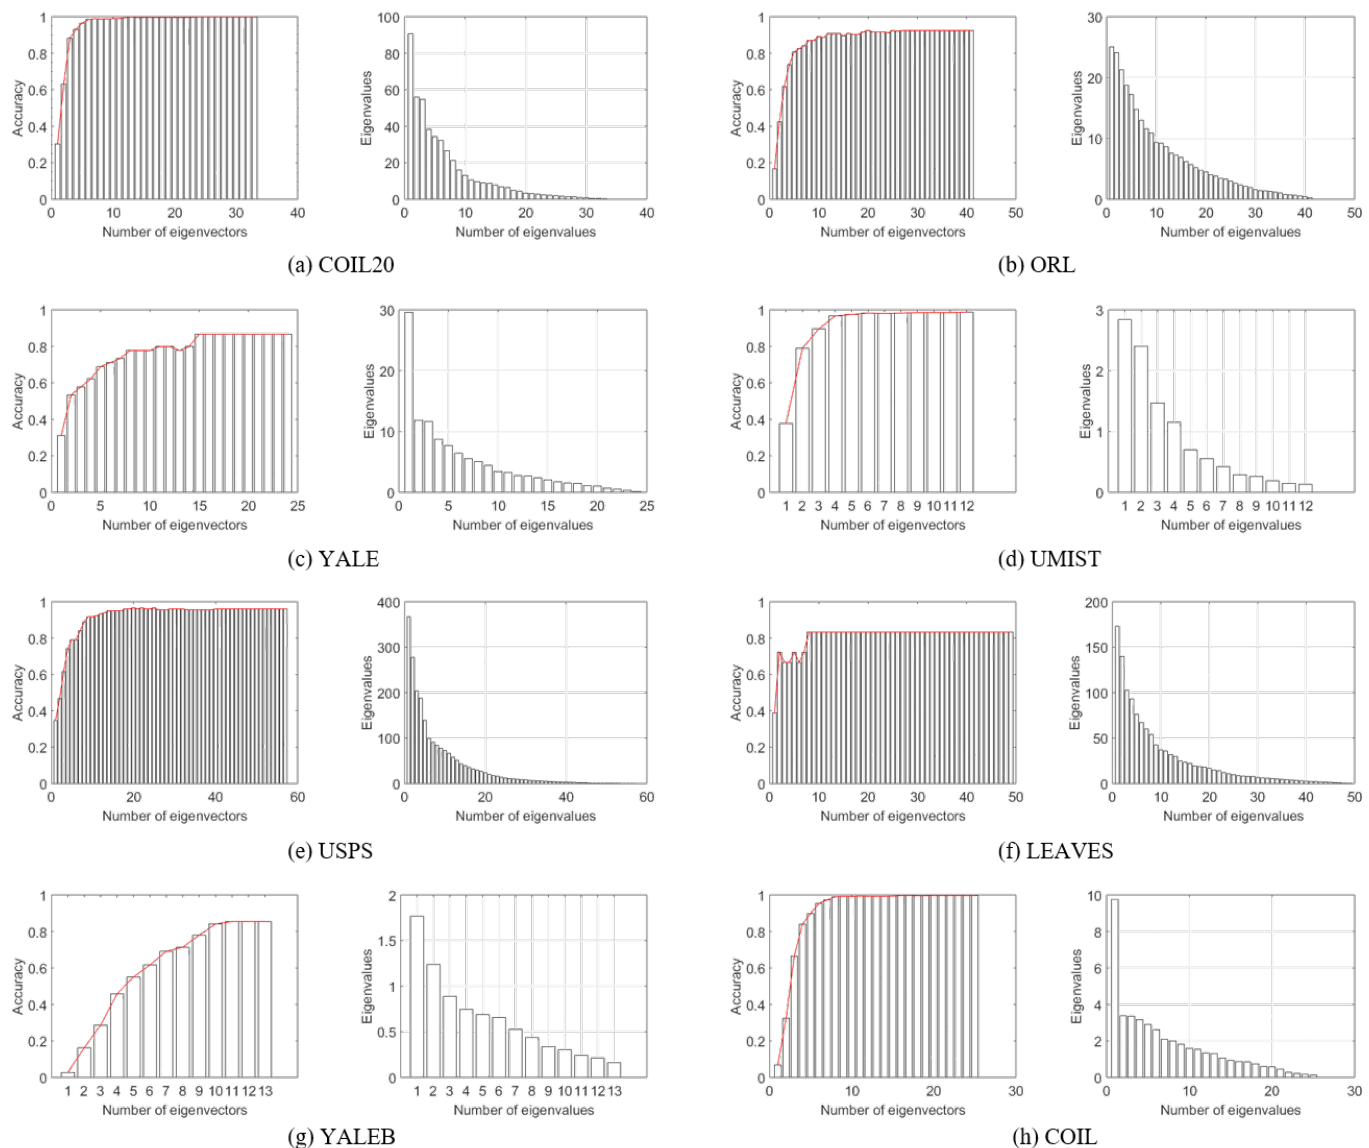 1
0.8
0.6
0.4
0.2
0
Accuracy
0 10 20 30 40
Number of eigenvectors
100
80
60
40
20
0
Eigenvalues
0 10 20 30 40
Number of eigenvalues
(a) COIL20
1
0.8
0.6
0.4
0.2
0
Accuracy
0 10 20 30 40 50
Number of eigenvectors
30
20
10
0
Eigenvalues
0 10 20 30 40 50
Number of eigenvalues
(b) ORL
1
0.8
0.6
0.4
0.2
0
Accuracy
5 10 15 20 25
Number of eigenvectors
30
20
10
0
Eigenvalues
5 10 15 20 25
Number of eigenvalues
(c) YALE
1
0.8
0.6
0.4
0.2
0
Accuracy
1 2 3 4 5 6 7 8 9 10 11 12
Number of eigenvectors
3
2
1
0
Eigenvalues
1 2 3 4 5 6 7 8 9 10 11 12
Number of eigenvalues
(d) UMIST
1
0.8
0.6
0.4
0.2
0
Accuracy
0 20 40 60
Number of eigenvectors
400
300
200
100
0
Eigenvalues
0 20 40 60
Number of eigenvalues
(e) USPS
1
0.8
0.6
0.4
0.2
0
Accuracy
0 10 20 30 40 50
Number of eigenvectors
200
150
100
50
0
Eigenvalues
0 10 20 30 40 50
Number of eigenvalues
(f) LEAVES
1
0.8
0.6
0.4
0.2
0
Accuracy
1 2 3 4 5 6 7 8 9 10 11 12 13
Number of eigenvectors
2
1.5
1
0.5
0
Eigenvalues
1 2 3 4 5 6 7 8 9 10 11 12 13
Number of eigenvalues
(g) YALEB
1
0.8
0.6
0.4
0.2
0
Accuracy
0 10 20 30
Number of eigenvectors
10
8
6
4
2
0
Eigenvalues
10 20 30
Number of eigenvalues
(h) COIL